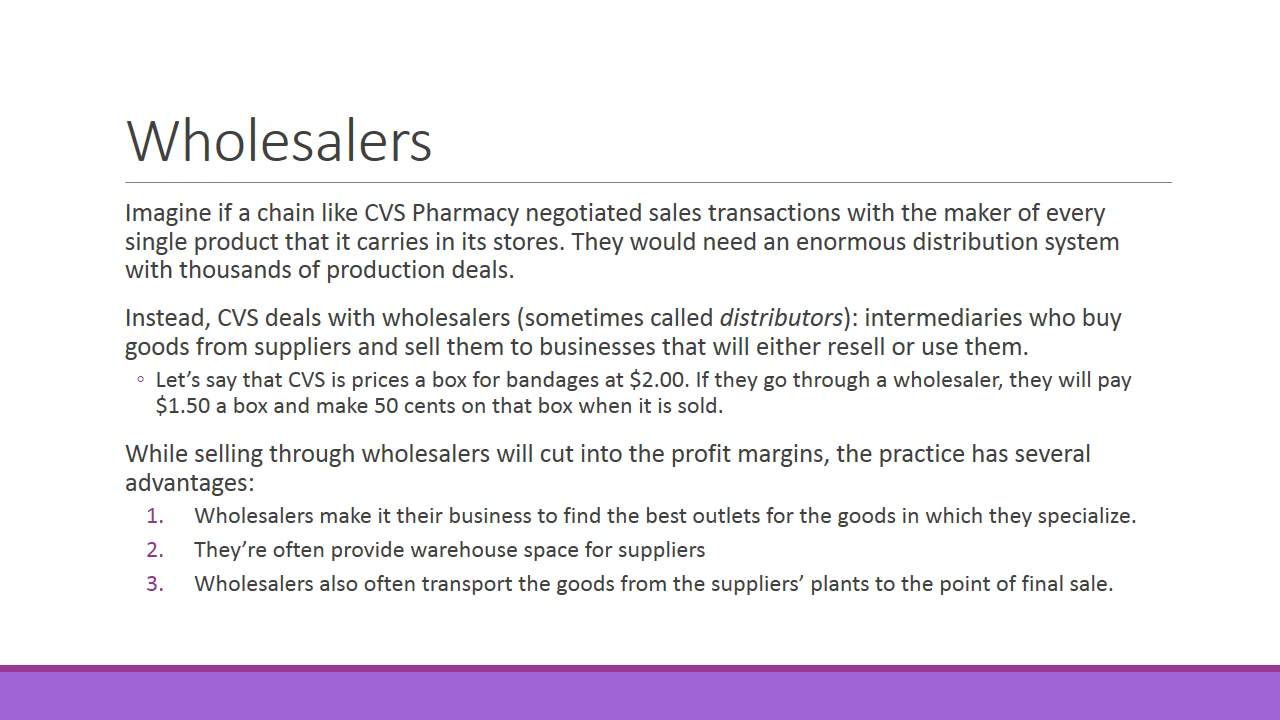 Wholesalers
Imagine if a chain like CVS Pharmacy negotiated sales transactions with the maker of every
single product that it carries in its stores. They would need an enormous distribution system
with thousands of production deals.
Instead, CVS deals with wholesalers (sometimes called distributors): intermediaries who buy
goods from suppliers and sell them to businesses that will either resell or use them.
◦ Let’s say that CVS is prices a box for bandages at $2.00. If they go through a wholesaler, they will pay
$1.50 a box and make 50 cents on that box when it is sold.
While selling through wholesalers will cut into the profit margins, the practice has several
advantages:
1. Wholesalers make it their business to find the best outlets for the goods in which they specialize.
2. They’re often provide warehouse space for suppliers
3. Wholesalers also often transport the goods from the suppliers’ plants to the point of final sale.